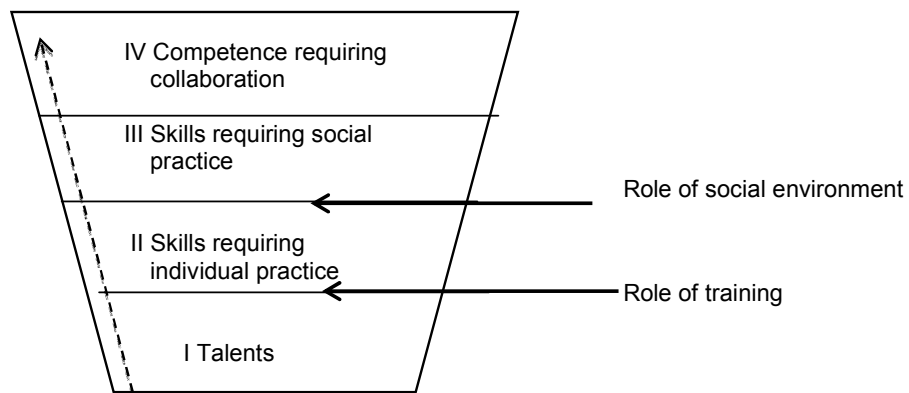 IV Competence requiring
collaboration
III Skills requiring social
practice
Role of social environment
II Skills requiring
individual practice
Role of training
I Talents